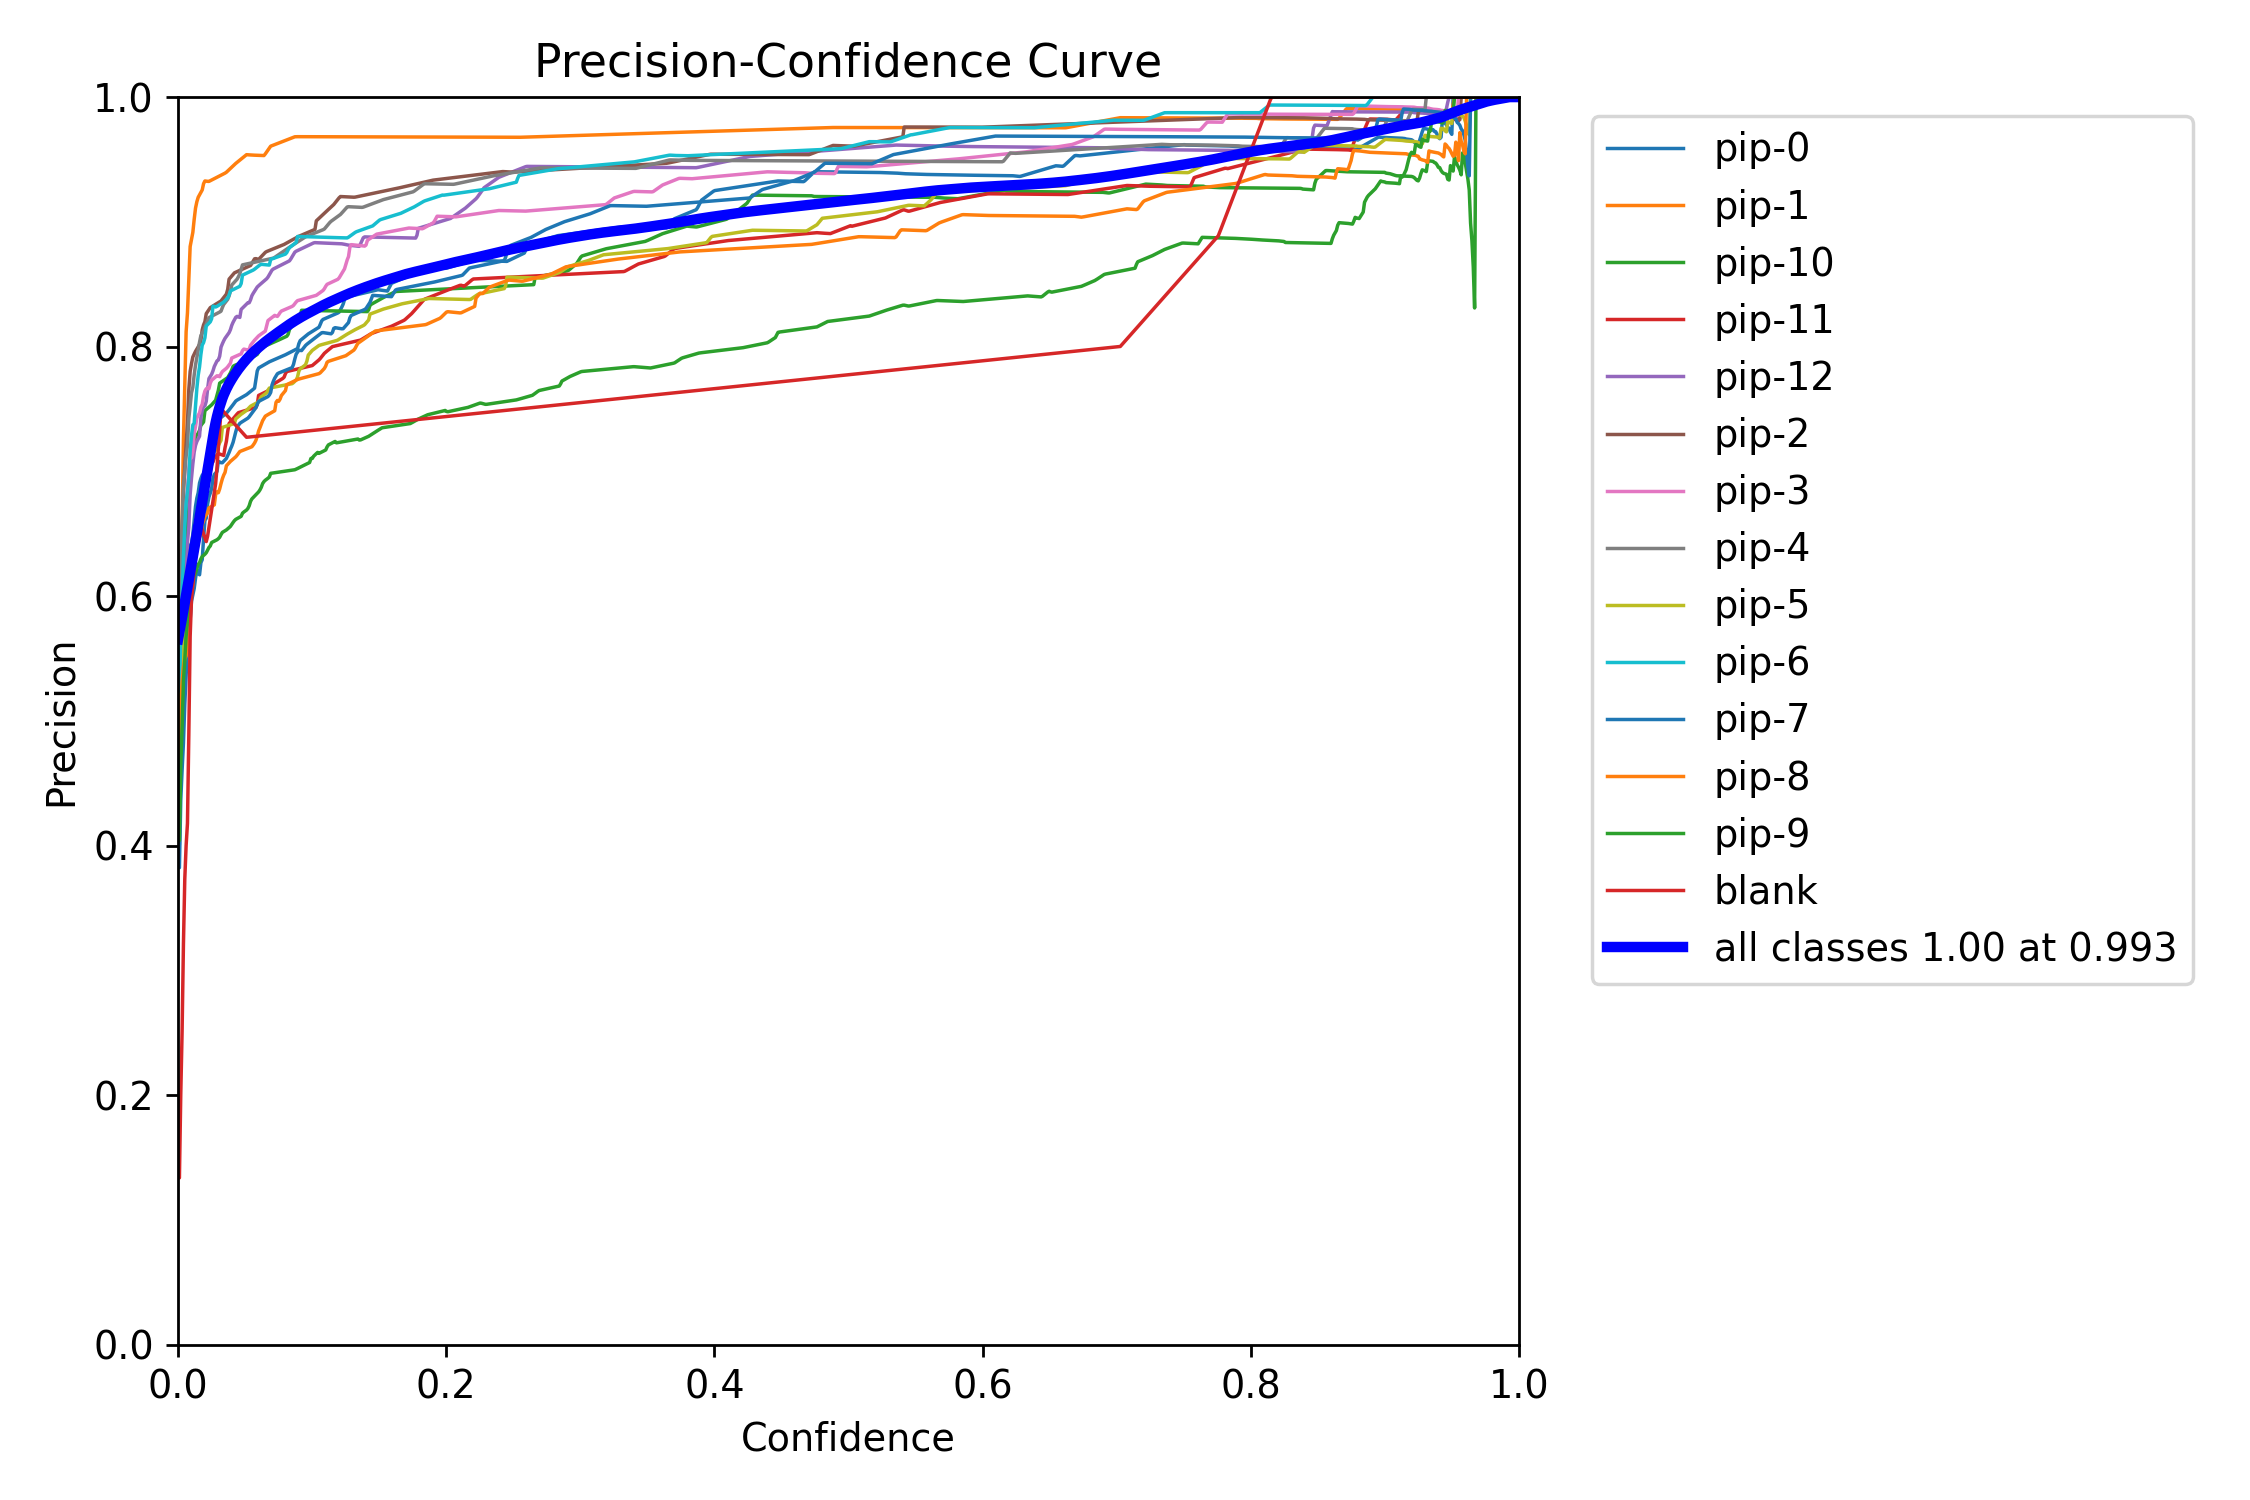 Precision-Confidence Curve
1.0
0.8
0.6
0.4
0.2
0.0
Precision
0.0 0.2 0.4 0.6 0.8 1.0
Confidence
pip-0
pip-1
pip-10
pip-11
pip-12
pip-2
pip-3
pip-4
pip-5
pip-6
pip-7
pip-8
pip-9
blank
all classes 1.00 at 0.993